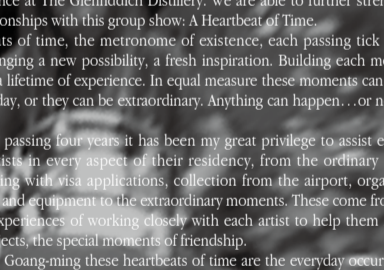 nce at The Glenfiddich Distillery. We are able to further stren
onships with this group show: A Heartbeat of Time.
ts of time, the metronome of existence, each passing tick
nging a new possibility, a fresh inspiration. Building each mo
a lifetime of experience. In equal measure these moments can
day, or they can be extraordinary. Anything can happen…or n
passing four years it has been my great privilege to assist e
ists in every aspect of their residency, from the ordinary
ing with visa applications, collection from the airport, orga
and equipment to the extraordinary moments. These come fro
xperiences of working closely with each artist to help them
jects, the special moments of friendship.
Goang-ming these heartbeats of time are the everyday occur